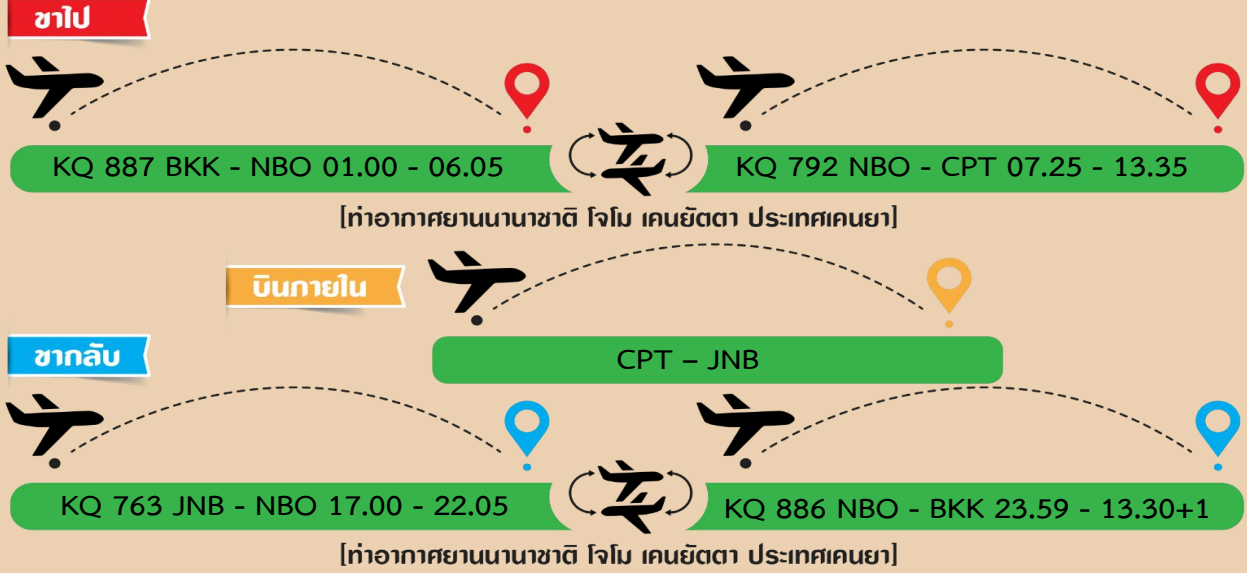 ขาไป
KQ 887 BKK - NBO 01.00 - 06.05
KQ 792 NBO - CPT 07.25 - 13.35
[ท่าอากาศยานนานาชาติ โจโม เคนยัตตา ประเทศเคนยา]
บินภายใน
CPT – JNB
ขากลับ
KQ 763 JNB - NBO 17.00 - 22.05
KQ 886 NBO - BKK 23.59 - 13.30+1
[ท่าอากาศยานนานาชาติ โจโม เคนยัตตา ประเทศเคนยา]